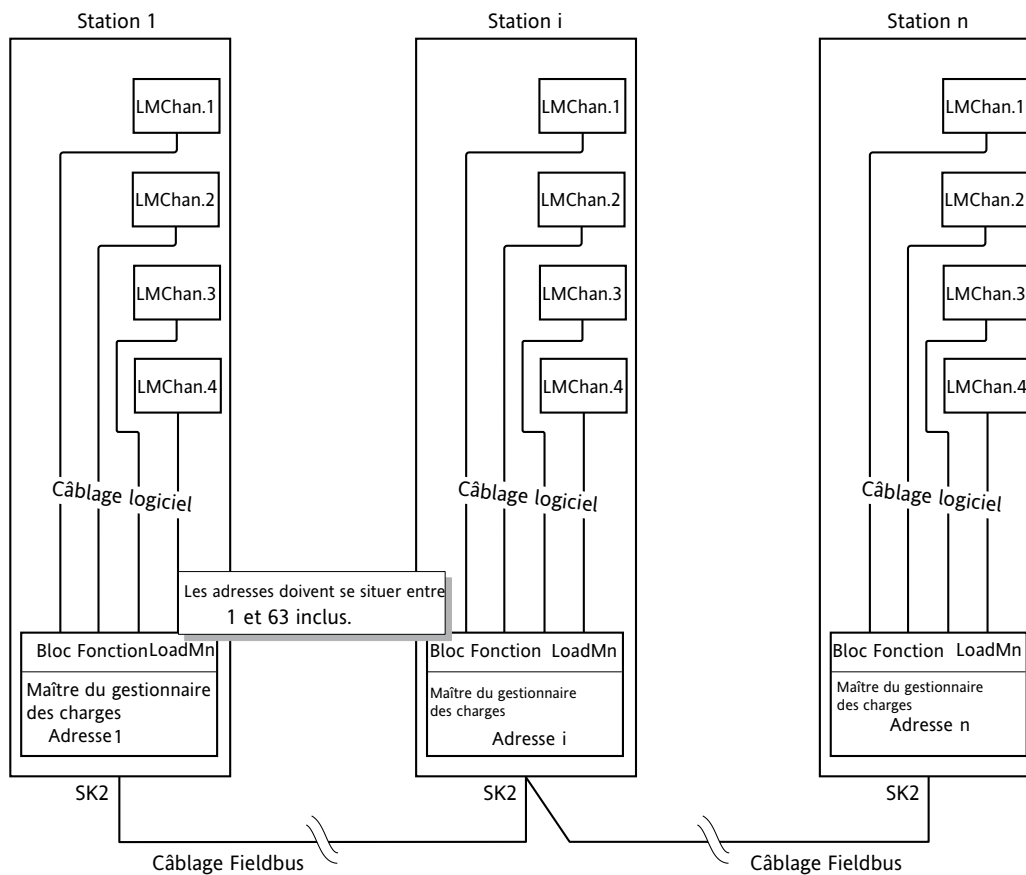 Station 1
Station i
Station n
LMChan.1
LMChan.1
LMChan.1
LMChan.2
LMChan.2
LMChan.2
LMChan.3
LMChan.3
LMChan.3
LMChan.4
LMChan.4
LMChan.4
Câblage logiciel
Câblage logiciel
Câblage logiciel
Les adresses doivent se situer entre
1 et 63 inclus.
Bloc Fonction LoadMn
Maître du gestionnaire
des charges
Adresse 1
Bloc Fonction LoadMn
Maître du gestionnaire
des charges
Adresse i
Bloc Fonction LoadMn
Maître du gestionnaire
des charges
Adresse n
SK2
SK2
SK2
Câblage Fieldbus
Câblage Fieldbus